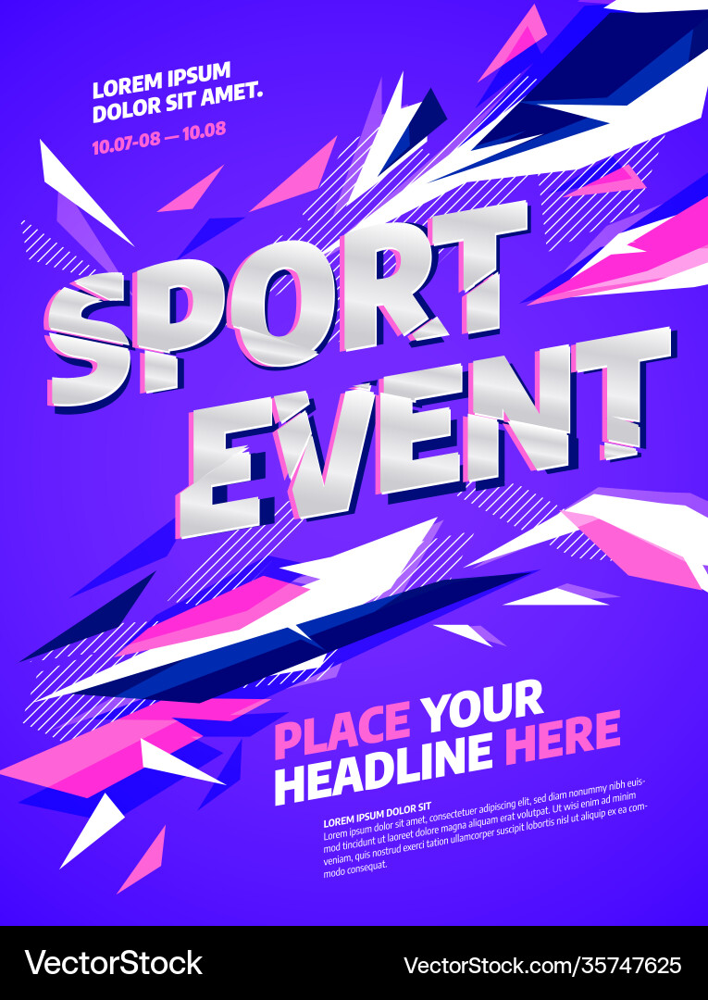 LOREM IPSUM
DOLOR SIT AMET.
10.07-08 — 10.08
SPORT
EVENT
PLACE YOUR
HEADLINE HERE
LOREM IPSUM DOLOR SIT
Lorem ipsum dolor sit amet, consectetuer adipiscing elit, sed diam nonummy nibh euis-
mod tincidunt ut laoreet dolore magna aliquam erat volutpat. Ut wisi enim ad minim
veniam, quis nostrud exerci tation ullamcorper suscipit lobortis nisl ut aliquip ex ea com-
modo consequat.
VectorStock
VectorStock.com/35747625